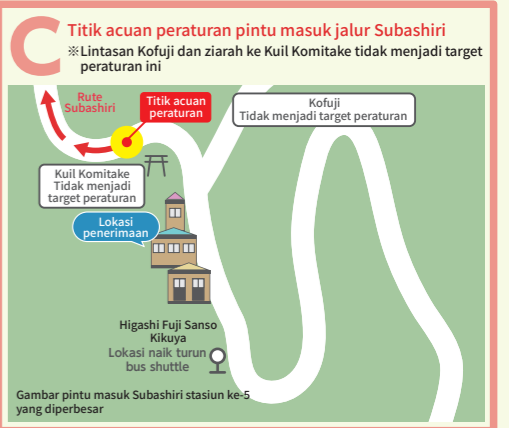 C
Titik acuan peraturan pintu masuk jalur Subashiri
※Lintasan Kofuji dan ziarah ke Kuil Komitake tidak menjadi target
peraturan ini
Rute
Subashiri
Titik acuan
peraturan
Kofuji
Tidak menjadi target peraturan
Kuil Komitake
Tidak menjadi
target peraturan
Lokasi
penerimaan
Higashi Fuji Sanso
Kikuya
Lokasi naik turun
bus shuttle
Gambar pintu masuk Subashiri stasiun ke-5
yang diperbesar